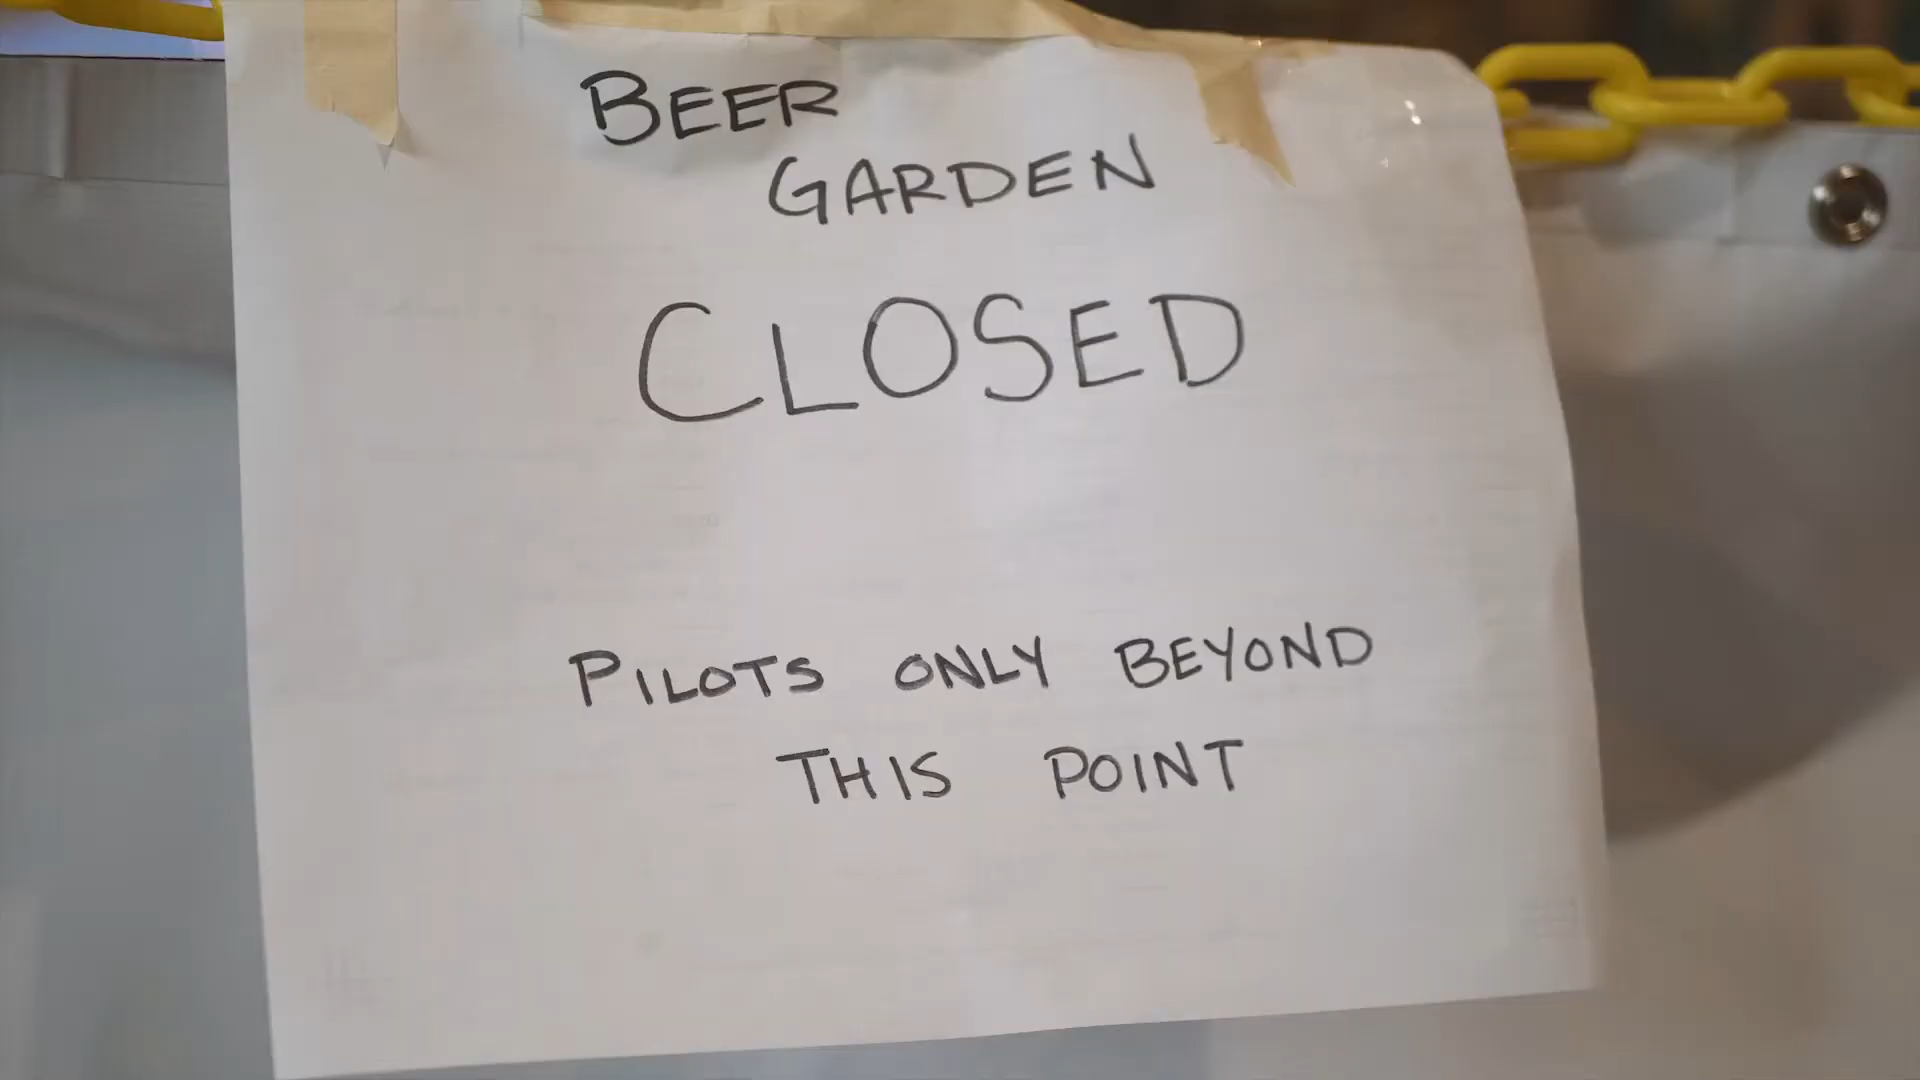 BEER
GARDEN
CLOSED
PILOTS ONLY BEYOND
THIS POINT